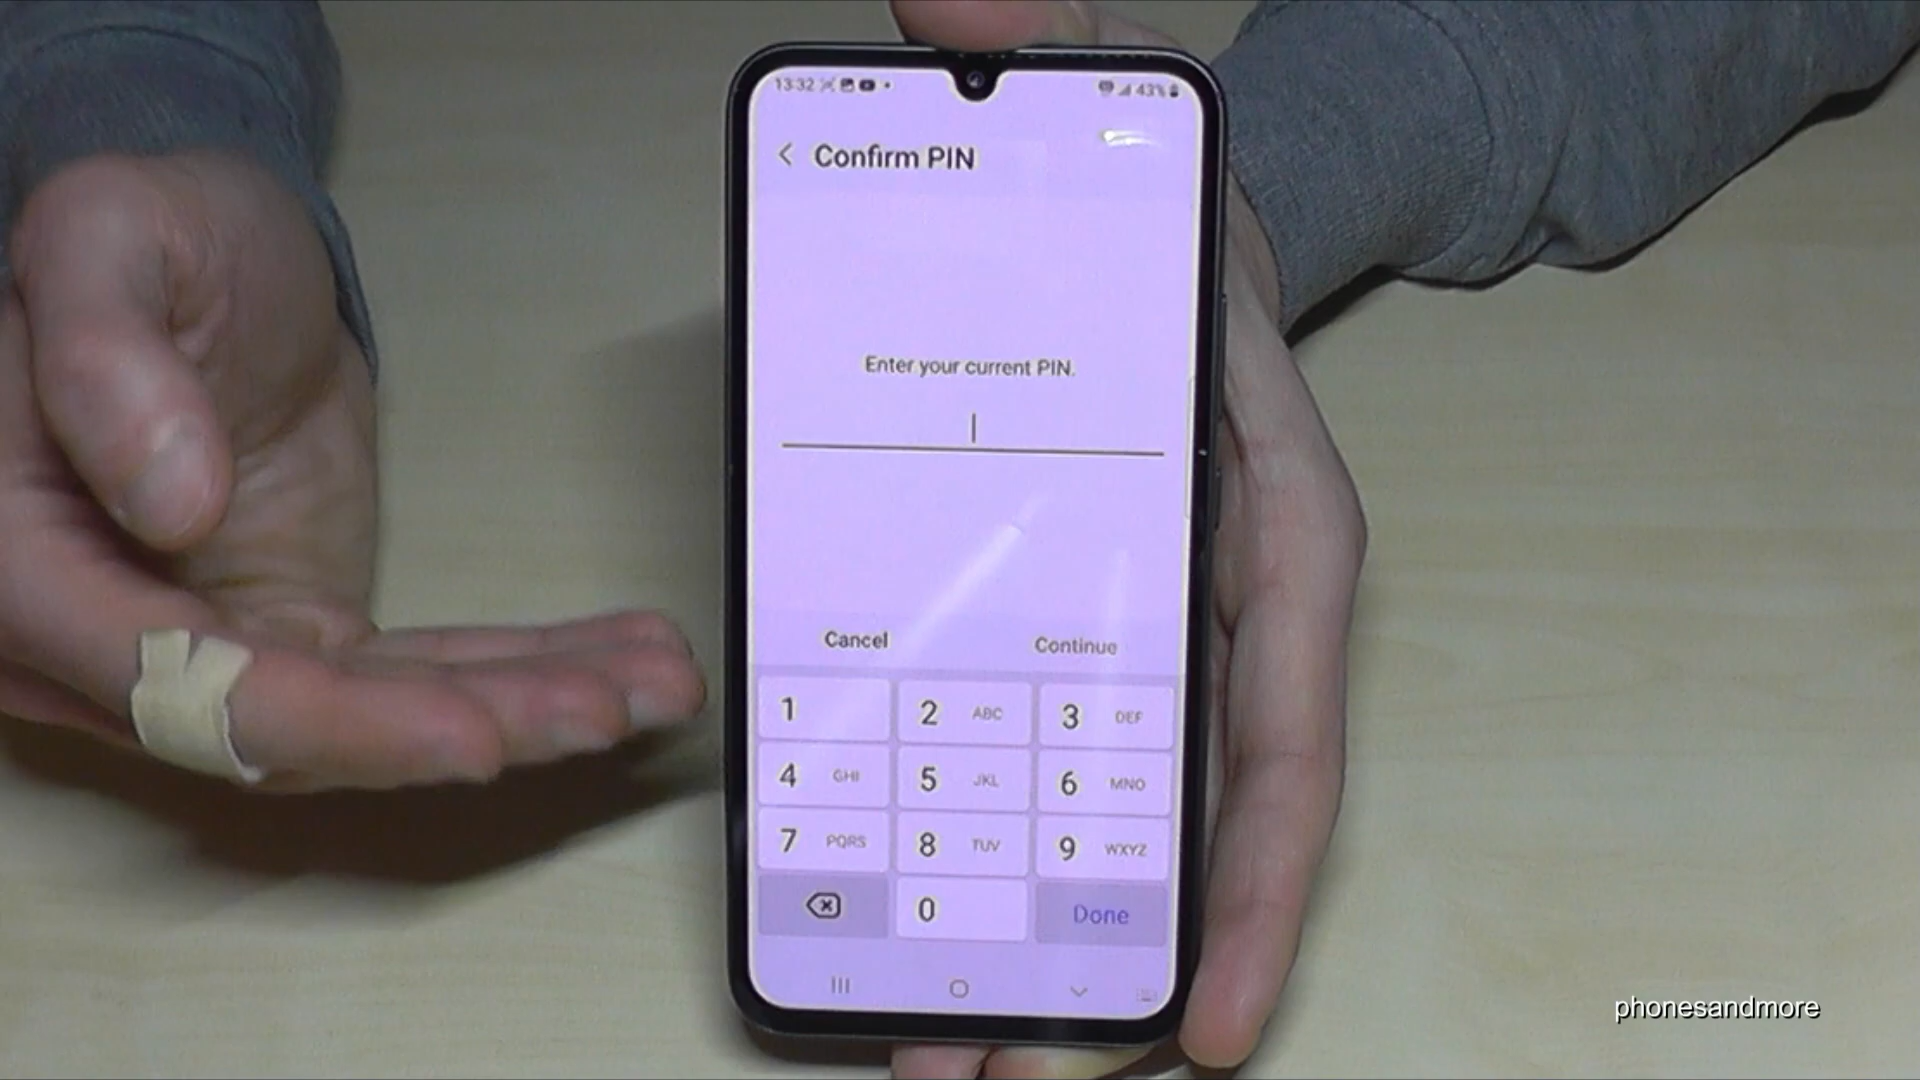 13:32
43%
Confirm PIN
Enter your current PIN.
Cancel Continue
1 2 ABC 3 DEF
4 GHI 5 JKL 6 MNO
7 PQRS 8 TUV 9 WXYZ
0 Done
phonesandmore